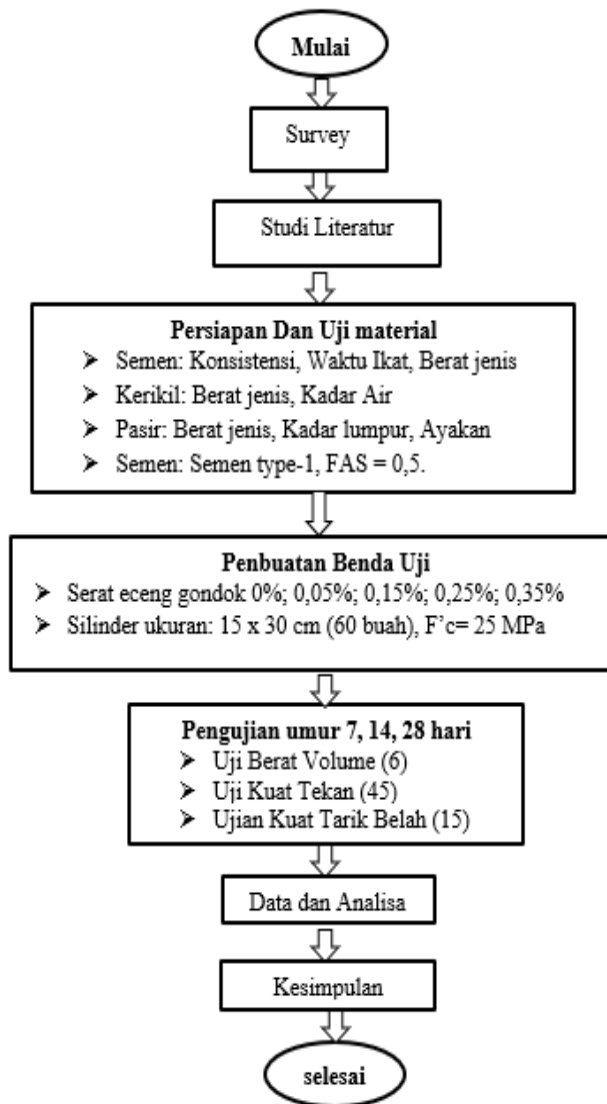 Mulai
Survey
Studi Literatur
Persiapan Dan Uji material
➤ Semen: Konsistensi, Waktu Ikat, Berat jenis
➤ Kerikil: Berat jenis, Kadar Air
➤ Pasir: Berat jenis, Kadar lumpur, Ayakan
➤ Semen: Semen type-1, FAS = 0,5.
Penbuatan Benda Uji
➤ Serat eceng gondok 0%; 0,05%; 0,15%; 0,25%; 0,35%
➤ Silinder ukuran: 15 x 30 cm (60 buah), F’c= 25 MPa
Pengujian umur 7, 14, 28 hari
➤ Uji Berat Volume (6)
➤ Uji Kuat Tekan (45)
➤ Ujian Kuat Tarik Belah (15)
Data dan Analisa
Kesimpulan
selesai